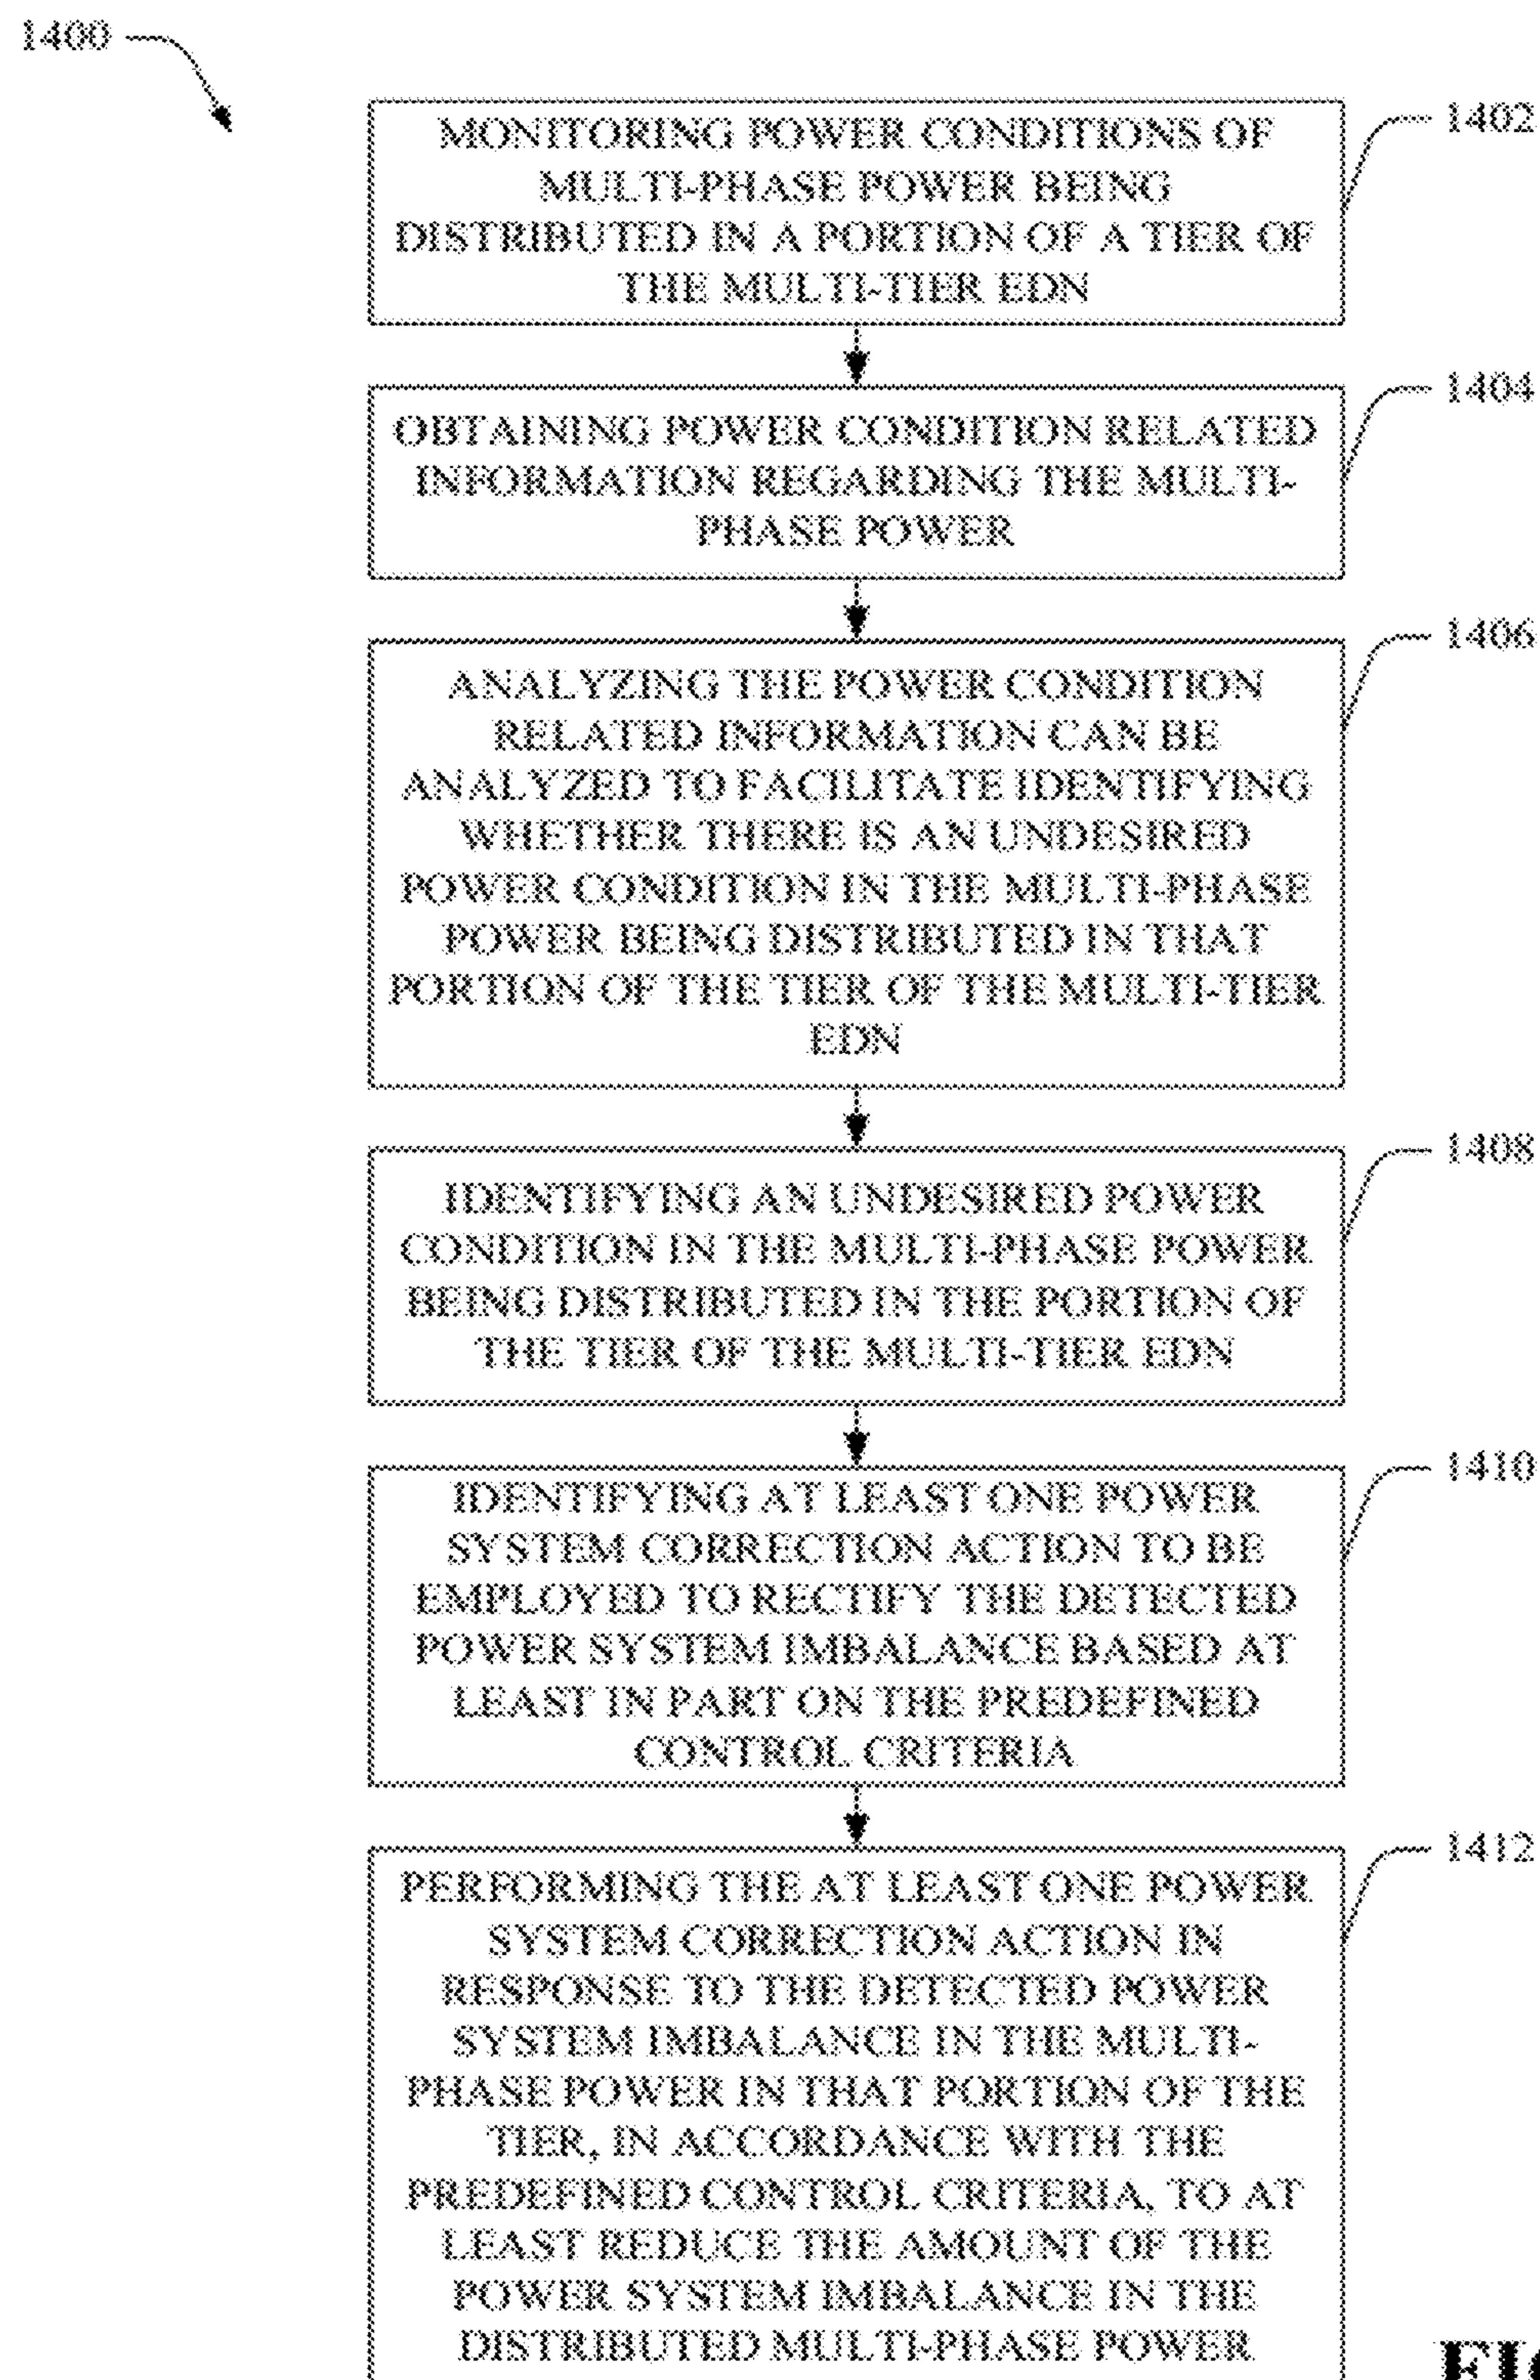 1400
1402
MONITORING POWER CONDITIONS OF
MULTI-PHASE POWER BEING
DISTRIBUTED IN A PORTION OF A TIER OF
THE MULTI-TIER EDN
1404
OBTAINING POWER CONDITION RELATED
INFORMATION REGARDING THE MULTI-
PHASE POWER
1406
ANALYZING THE POWER CONDITION
RELATED INFORMATION CAN BE
ANALYZED TO FACILITATE IDENTIFYING
WHETHER THERE IS AN UNDESIRED
POWER CONDITION IN THE MULTI-PHASE
POWER BEING DISTRIBUTED IN THAT
PORTION OF THE TIER OF THE MULTI-TIER
EDN
1408
IDENTIFYING AN UNDESIRED POWER
CONDITION IN THE MULTI-PHASE POWER
BEING DISTRIBUTED IN THE PORTION OF
THE TIER OF THE MULTI-TIER EDN
1410
IDENTIFYING AT LEAST ONE POWER
SYSTEM CORRECTION ACTION TO BE
EMPLOYED TO RECTIFY THE DETECTED
POWER SYSTEM IMBALANCE BASED AT
LEAST IN PART ON THE PREDEFINED
CONTROL CRITERIA
1412
PERFORMING THE AT LEAST ONE POWER
SYSTEM CORRECTION ACTION IN
RESPONSE TO THE DETECTED POWER
SYSTEM IMBALANCE IN THE MULTI-
PHASE POWER IN THAT PORTION OF THE
TIER, IN ACCORDANCE WITH THE
PREDEFINED CONTROL CRITERIA, TO AT
LEAST REDUCE THE AMOUNT OF THE
POWER SYSTEM IMBALANCE IN THE
DISTRIBUTED MULTI-PHASE POWER